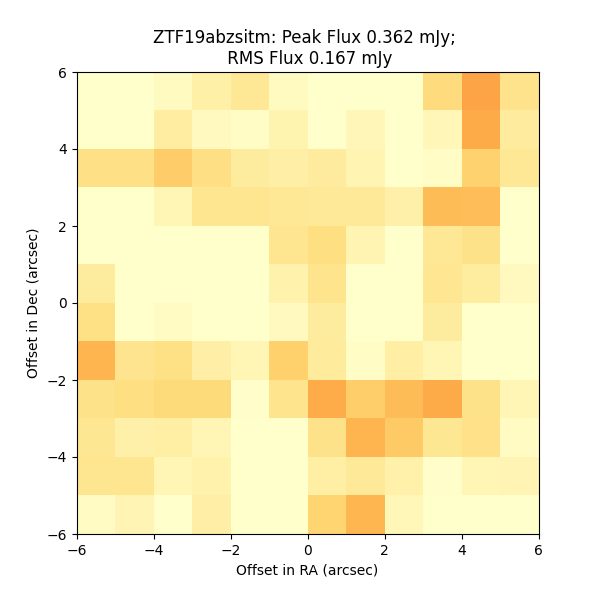 ZTF19abzsitm: Peak Flux 0.362 mJy;
RMS Flux 0.167 mJy
6
4
2
0
−2
−4
−6
Offset in Dec (arcsec)
−6 −4 −2 0 2 4 6
Offset in RA (arcsec)